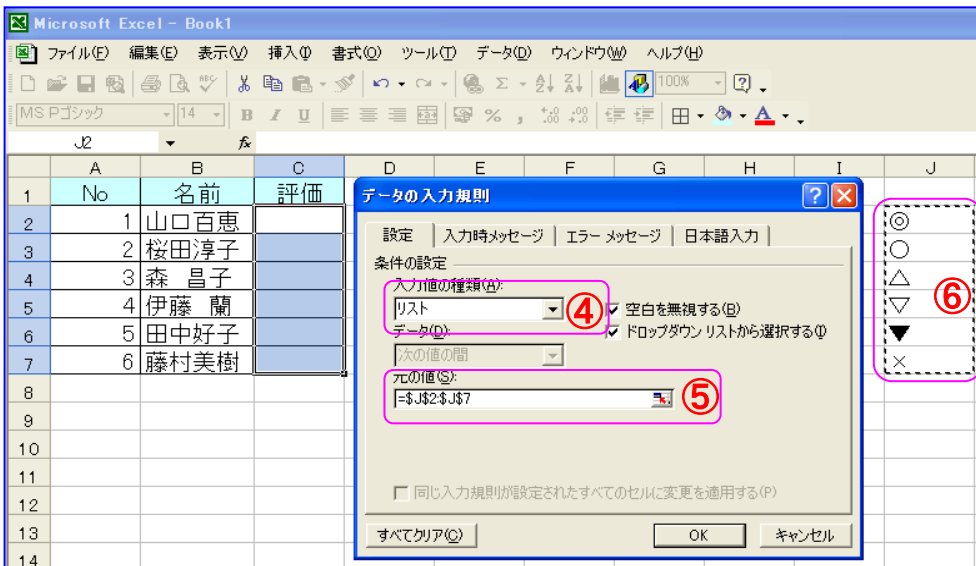 Microsoft Excel - Book1
ファイル(F) 編集(E) 表示(V) 挿入(I) 書式(O) ツール(T) データ(D) ウィンドウ(W) ヘルプ(H)
100%
MS Pゴシック 14 B I U % ,
J2 fx
A B C D E F G H I J
1 No 名前 評価
2 1 山口百恵 ◎
3 2 桜田淳子 ○
4 3 森 昌子 △
5 4 伊藤 蘭 ▽
6 5 田中好子 ▼
7 6 藤村美樹 ×
8
9
10
11
12
13
14
データの入力規則
設定 入力時メッセージ エラー メッセージ 日本語入力
条件の設定
入力値の種類(A):
リスト ④ 空白を無視する(B)
データ(D): ドロップダウン リストから選択する(I)
次の値の間
元の値(S):
=$J$2:$J$7 ⑤
⑥
同じ入力規則が設定されたすべてのセルに変更を適用する(P)
すべてクリア(C) OK キャンセル